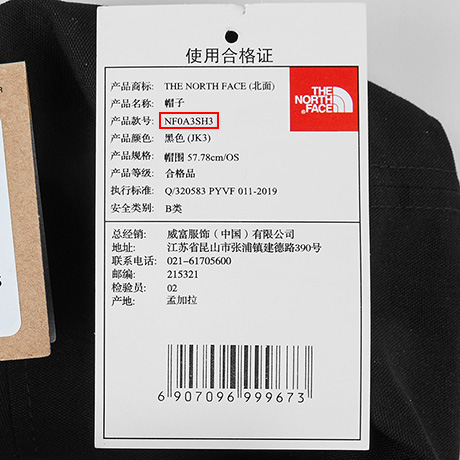 使用合格证
产品商标: THE NORTH FACE (北面)
产品名称: 帽子
产品款号: NF0A3SH3
产品颜色: 黑色 (JK3)
产品规格: 帽围 57.78cm/OS
产品等级: 合格品
执行标准: Q/320583 PYVF 011-2019
安全类别: B类
THE
NORTH
FACE
总经销: 威富服饰（中国）有限公司
地址: 江苏省昆山市张浦镇建德路390号
联系电话: 021-61705600
邮编: 215321
检验员: 02
产地: 孟加拉
6 907096 999673